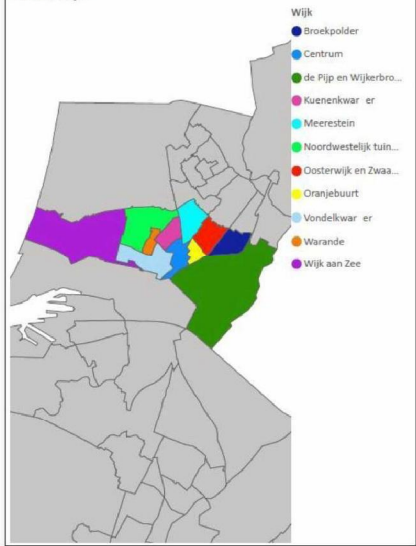 Wijk
Broekpolder
Centrum
de Pijp en Wijkerbro...
Kuenenkwar er
Meerestein
Noordwestelijk tuin...
Oosterwijk en Zwaa...
Oranjebuurt
Vondelkwar er
Warande
Wijk aan Zee